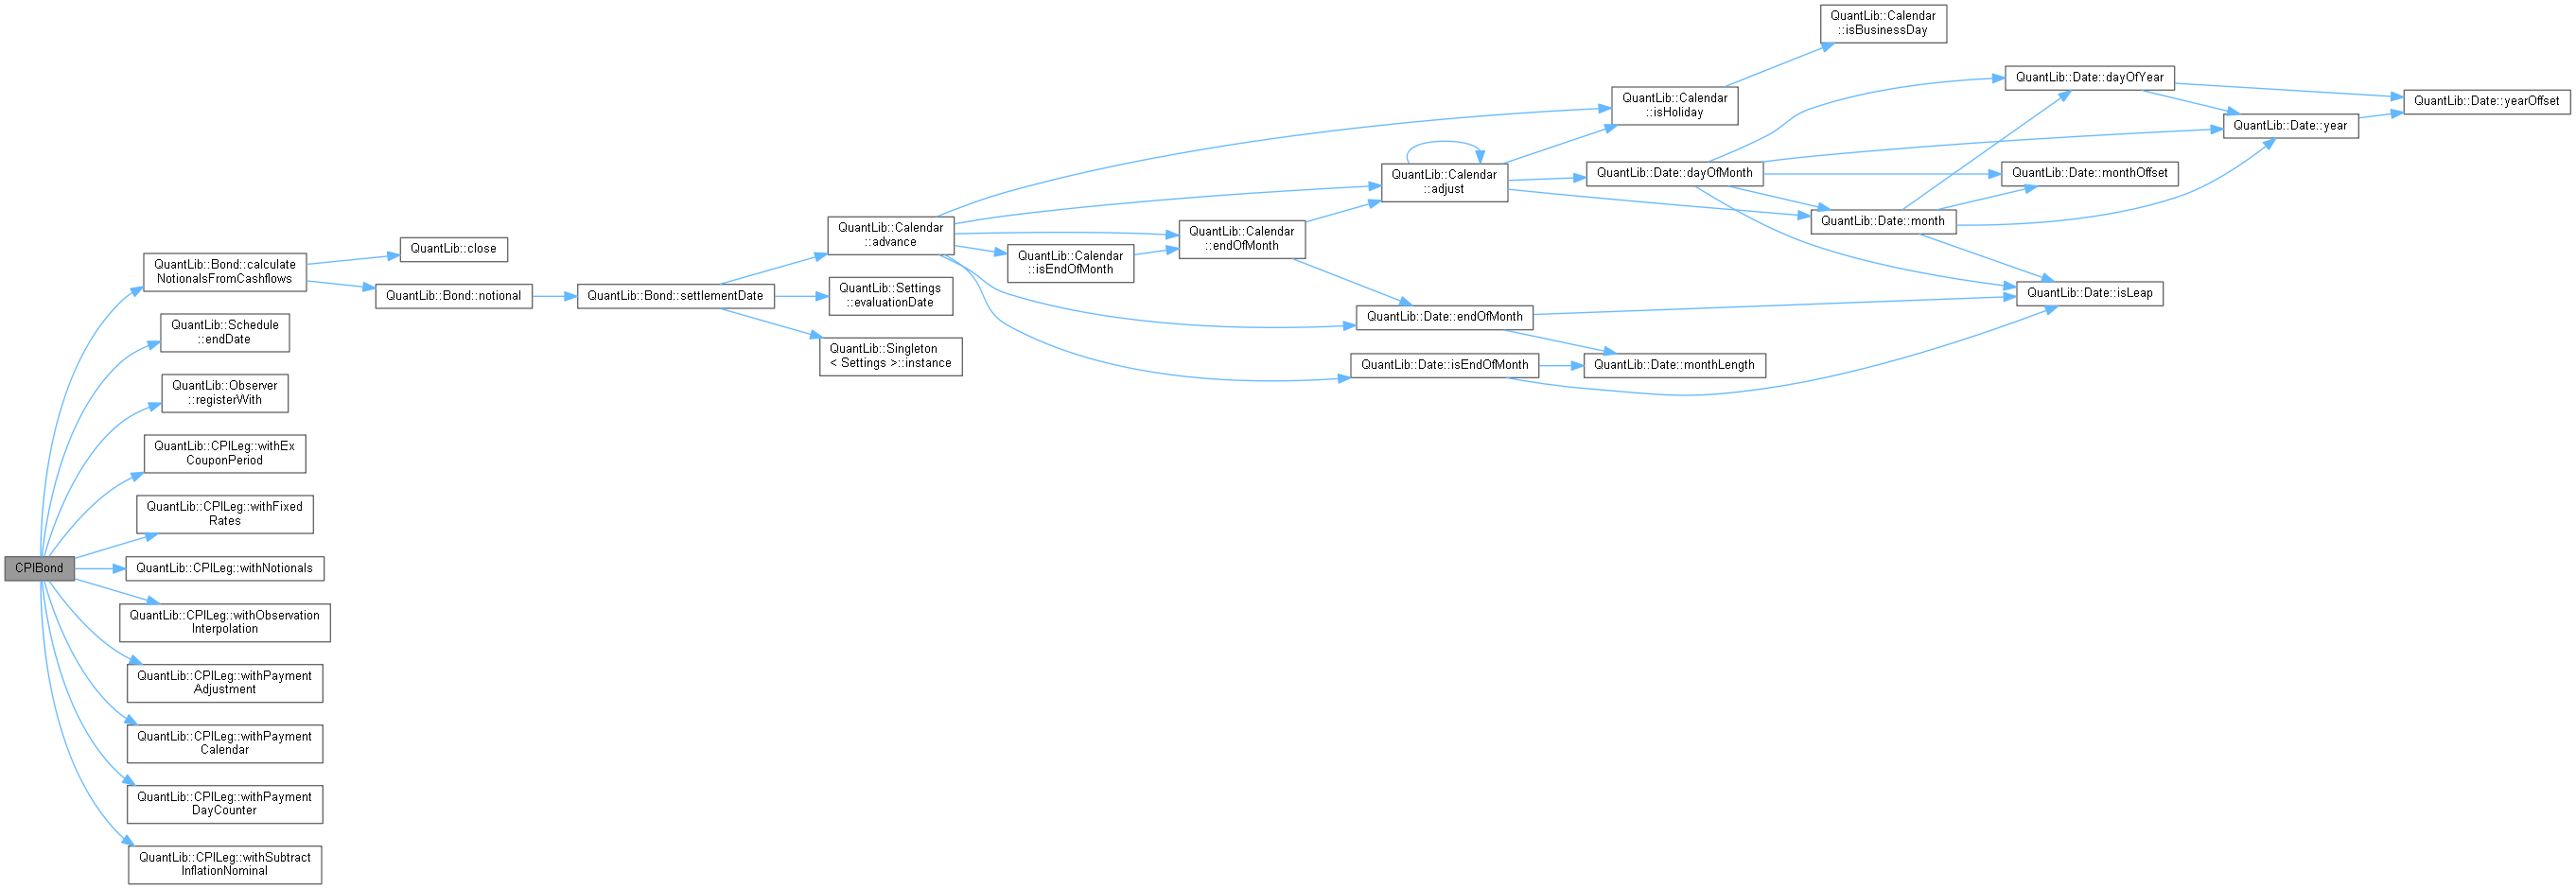 CPIBond
QuantLib::Bond::calculate
NotionalsFromCashflows
QuantLib::close
QuantLib::Bond::notional
QuantLib::Bond::settlementDate
QuantLib::Calendar
::advance
QuantLib::Settings
::evaluationDate
QuantLib::Singleton
< Settings >::instance
QuantLib::Calendar
::isEndOfMonth
QuantLib::Calendar
::endOfMonth
QuantLib::Calendar
::adjust
QuantLib::Calendar
::isHoliday
QuantLib::Calendar
::isBusinessDay
QuantLib::Date::dayOfMonth
QuantLib::Date::dayOfYear
QuantLib::Date::year
QuantLib::Date::yearOffset
QuantLib::Date::monthOffset
QuantLib::Date::month
QuantLib::Date::isLeap
QuantLib::Date::endOfMonth
QuantLib::Date::isEndOfMonth
QuantLib::Date::monthLength
QuantLib::Schedule
::endDate
QuantLib::Observer
::registerWith
QuantLib::CPILeg::withEx
CouponPeriod
QuantLib::CPILeg::withFixed
Rates
QuantLib::CPILeg::withNotionals
QuantLib::CPILeg::withObservation
Interpolation
QuantLib::CPILeg::withPayment
Adjustment
QuantLib::CPILeg::withPayment
Calendar
QuantLib::CPILeg::withPayment
DayCounter
QuantLib::CPILeg::withSubtract
InflationNominal